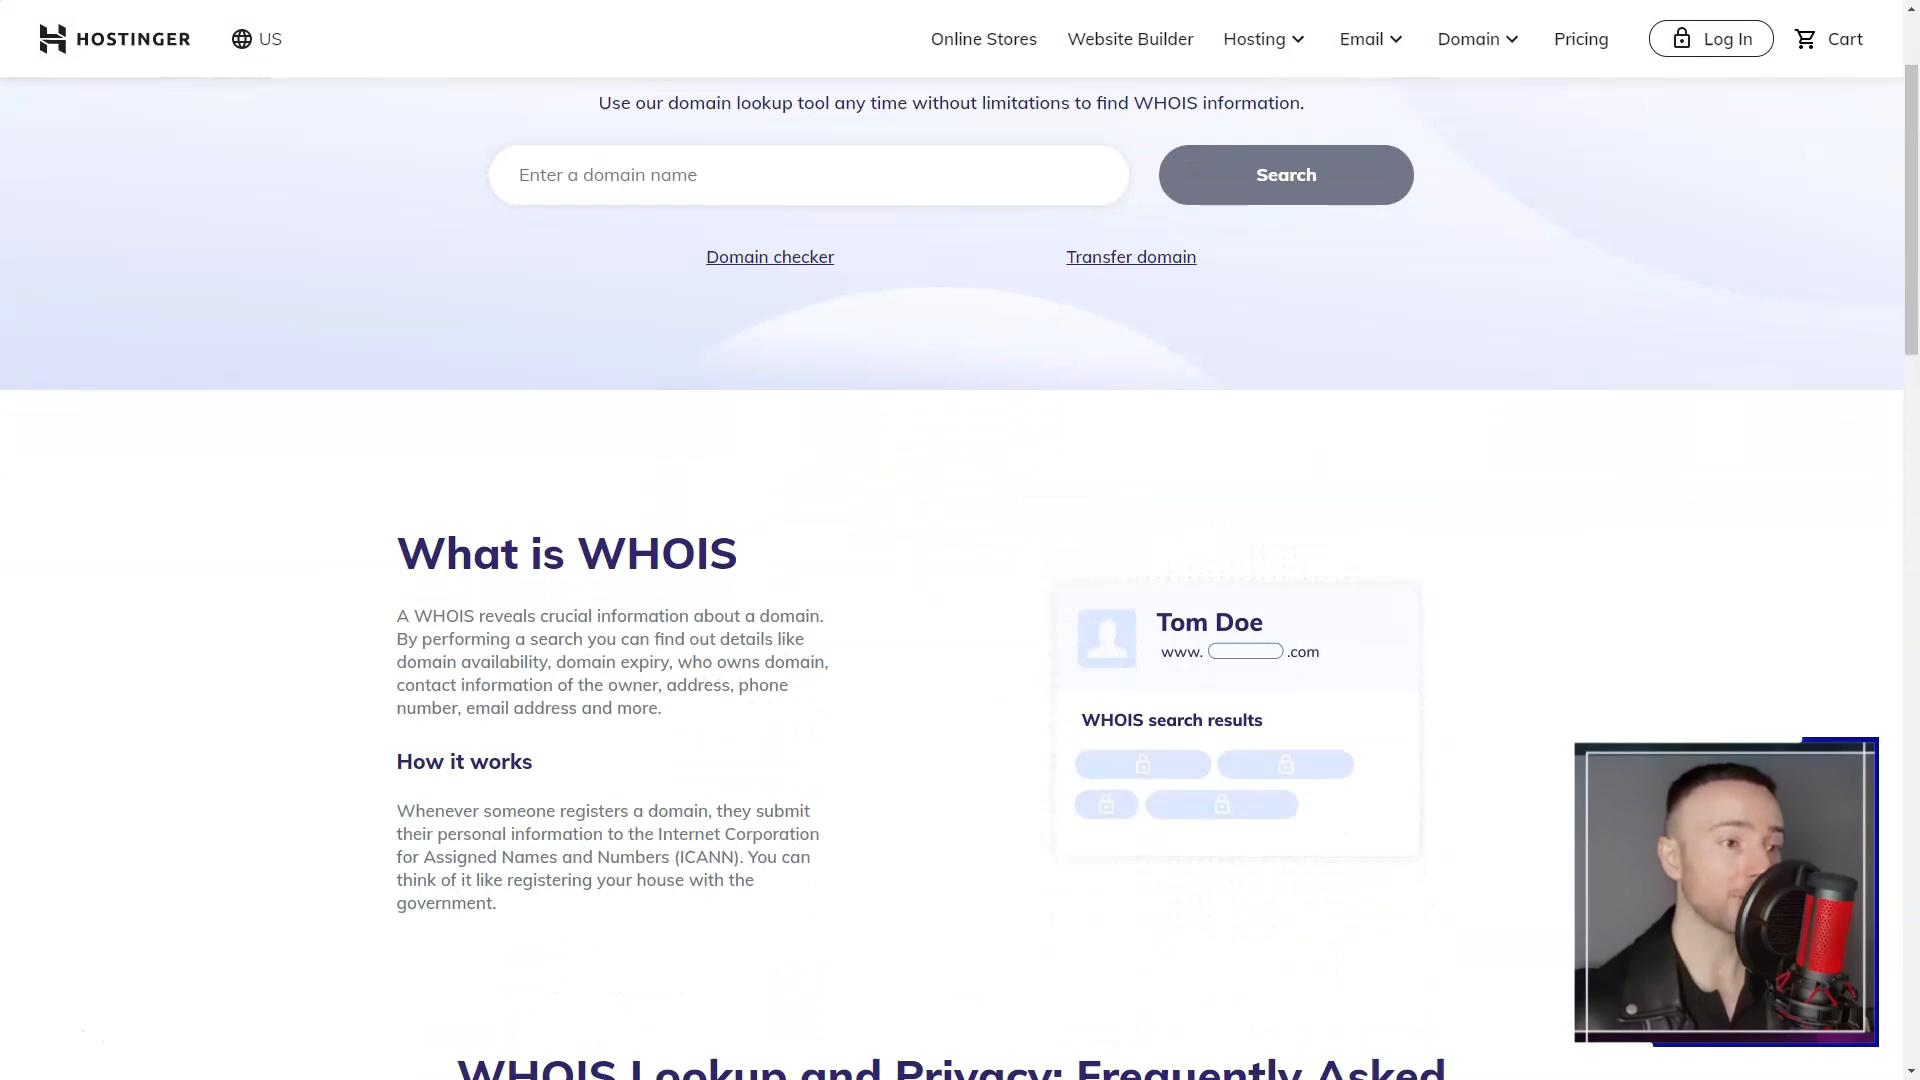 HOSTINGER
US
Online Stores
Website Builder
Hosting
Email
Domain
Pricing
Log In
Cart
Use our domain lookup tool any time without limitations to find WHOIS information.
Enter a domain name
Search
Domain checker
Transfer domain
What is WHOIS
A WHOIS reveals crucial information about a domain.
By performing a search you can find out details like
domain availability, domain expiry, who owns domain,
contact information of the owner, address, phone
number, email address and more.
How it works
Whenever someone registers a domain, they submit
their personal information to the Internet Corporation
for Assigned Names and Numbers (ICANN). You can
think of it like registering your house with the
government.
Tom Doe
www. .com
WHOIS search results
WHOIS Lookup and Privacy: Frequently Asked